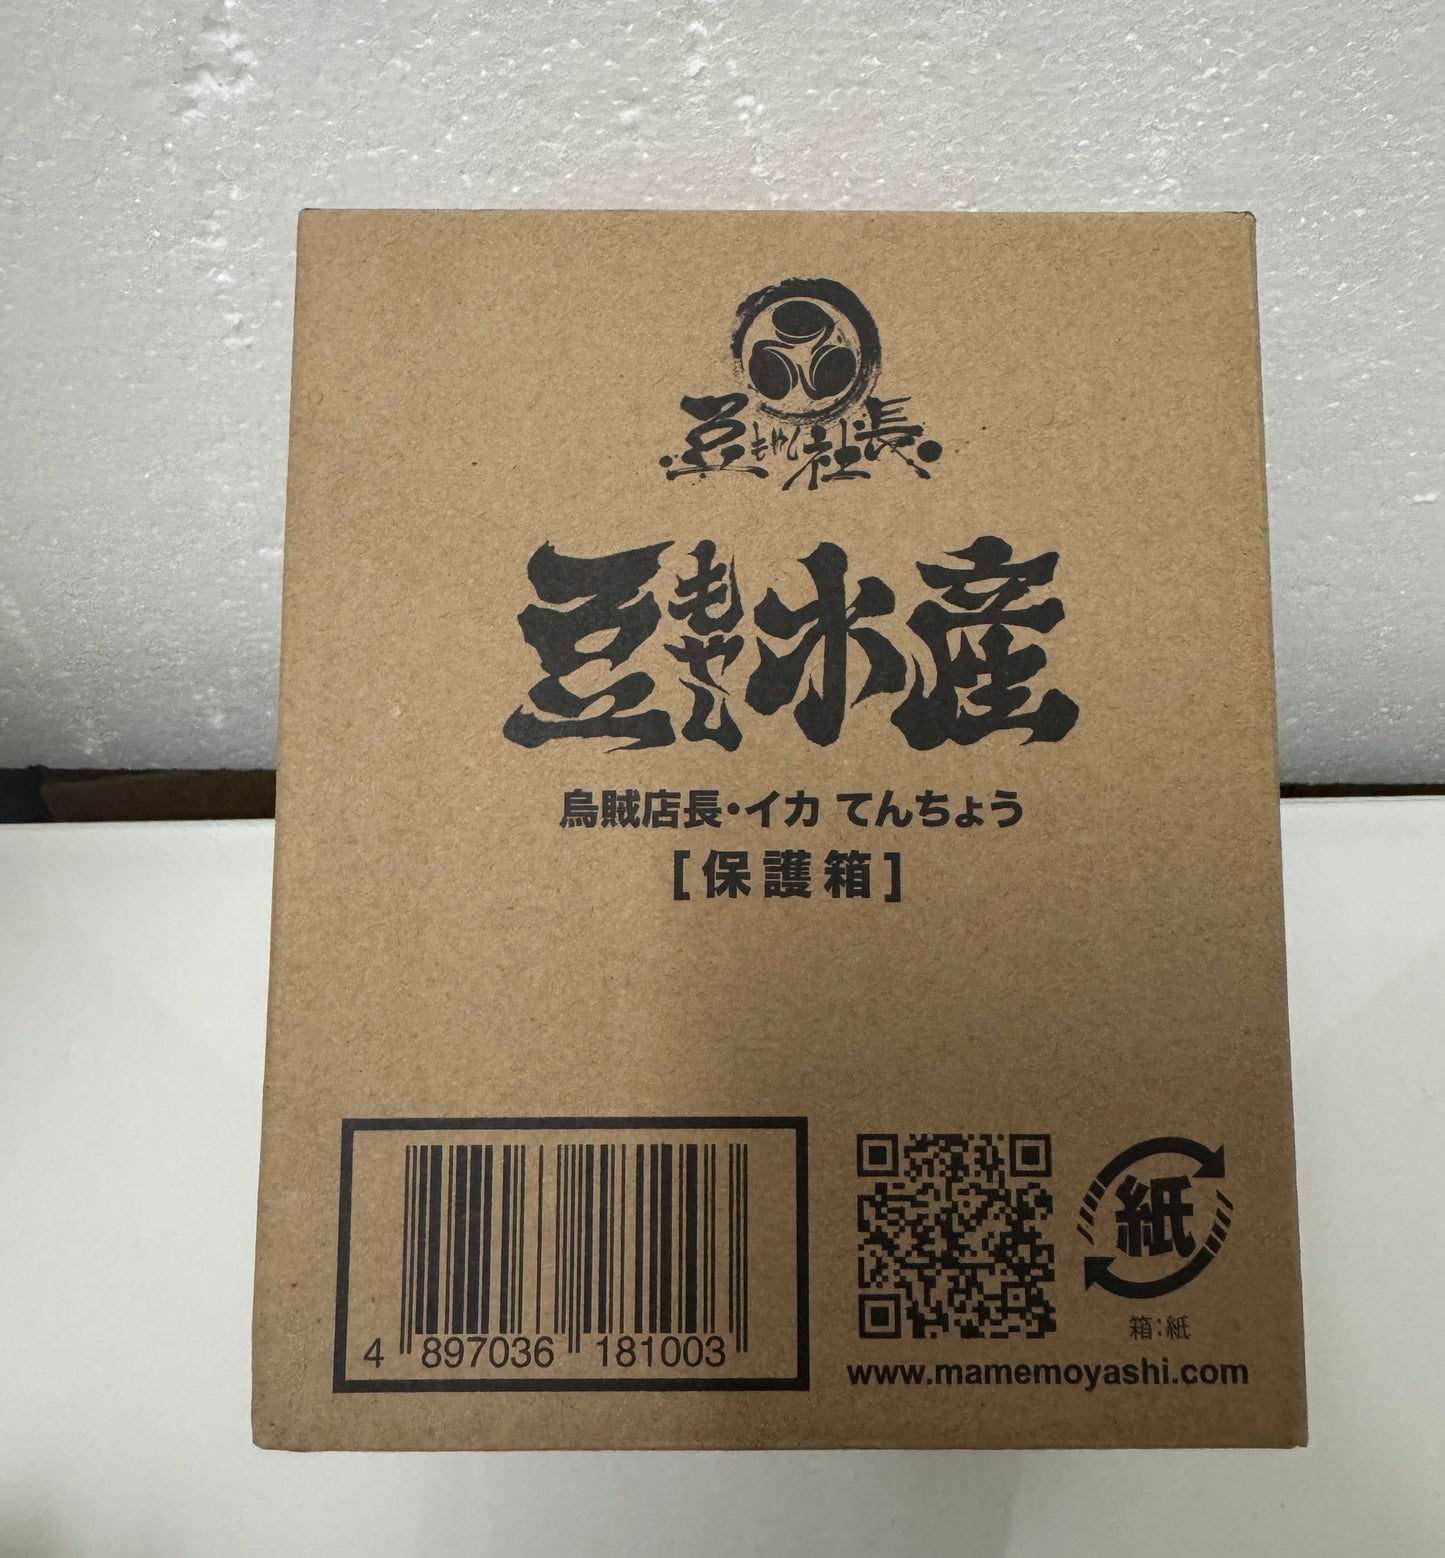 豆もやし社長
豆もやし水産
烏賊店長・イカ てんちょう
[保護箱]
4 897036 181003
紙
箱:紙
www.mamemoyashi.com